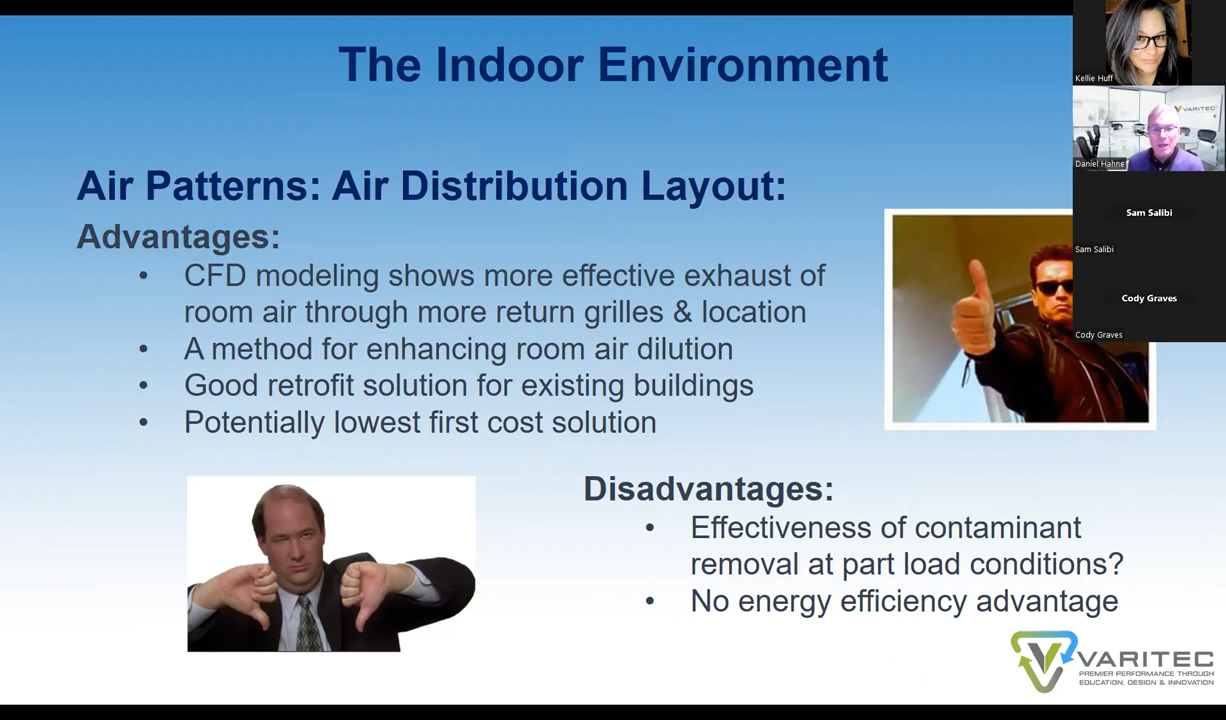 The Indoor Environment
Air Patterns: Air Distribution Layout:
Advantages:
• CFD modeling shows more effective exhaust of
room air through more return grilles & location
• A method for enhancing room air dilution
• Good retrofit solution for existing buildings
• Potentially lowest first cost solution
Disadvantages:
• Effectiveness of contaminant
removal at part load conditions?
• No energy efficiency advantage
VARITEC
PREMIER PERFORMANCE THROUGH
EDUCATION, DESIGN & INNOVATION
Kellie Huff
VARITEC
Daniel Hahne
Sam Salibi
Sam Salibi
Cody Graves
Cody Graves